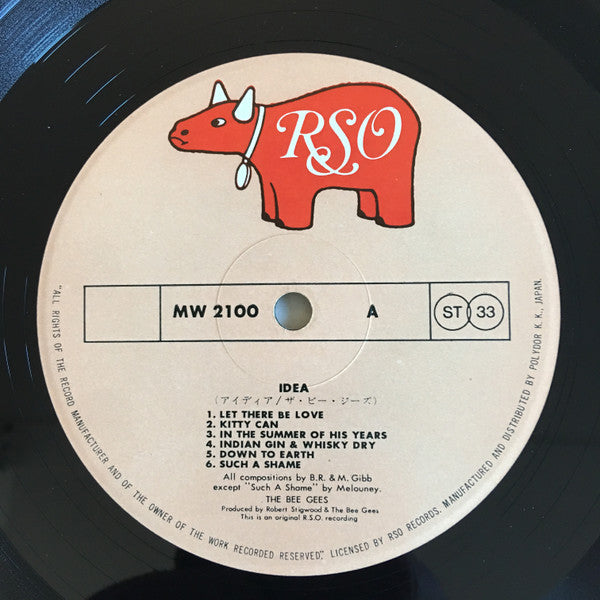 RSO
MW 2100
A
ST 33
IDEA
(アイディア/ザ・ビー・ジーズ)
1. LET THERE BE LOVE
2. KITTY CAN
3. IN THE SUMMER OF HIS YEARS
4. INDIAN GIN & WHISKY DRY
5. DOWN TO EARTH
6. SUCH A SHAME
All compositions by B.R. & M. Gibb
except "Such A Shame" by Melouney.
THE BEE GEES
Produced by Robert Stigwood & The Bee Gees
This is an original R.S.O. recording
"ALL RIGHTS OF THE RECORD MANUFACTURER AND OF THE OWNER OF THE WORK RECORDED RESERVED", LICENSED BY RSO RECORDS. MANUFACTURED AND DISTRIBUTED BY POLYDOR K. K., JAPAN.